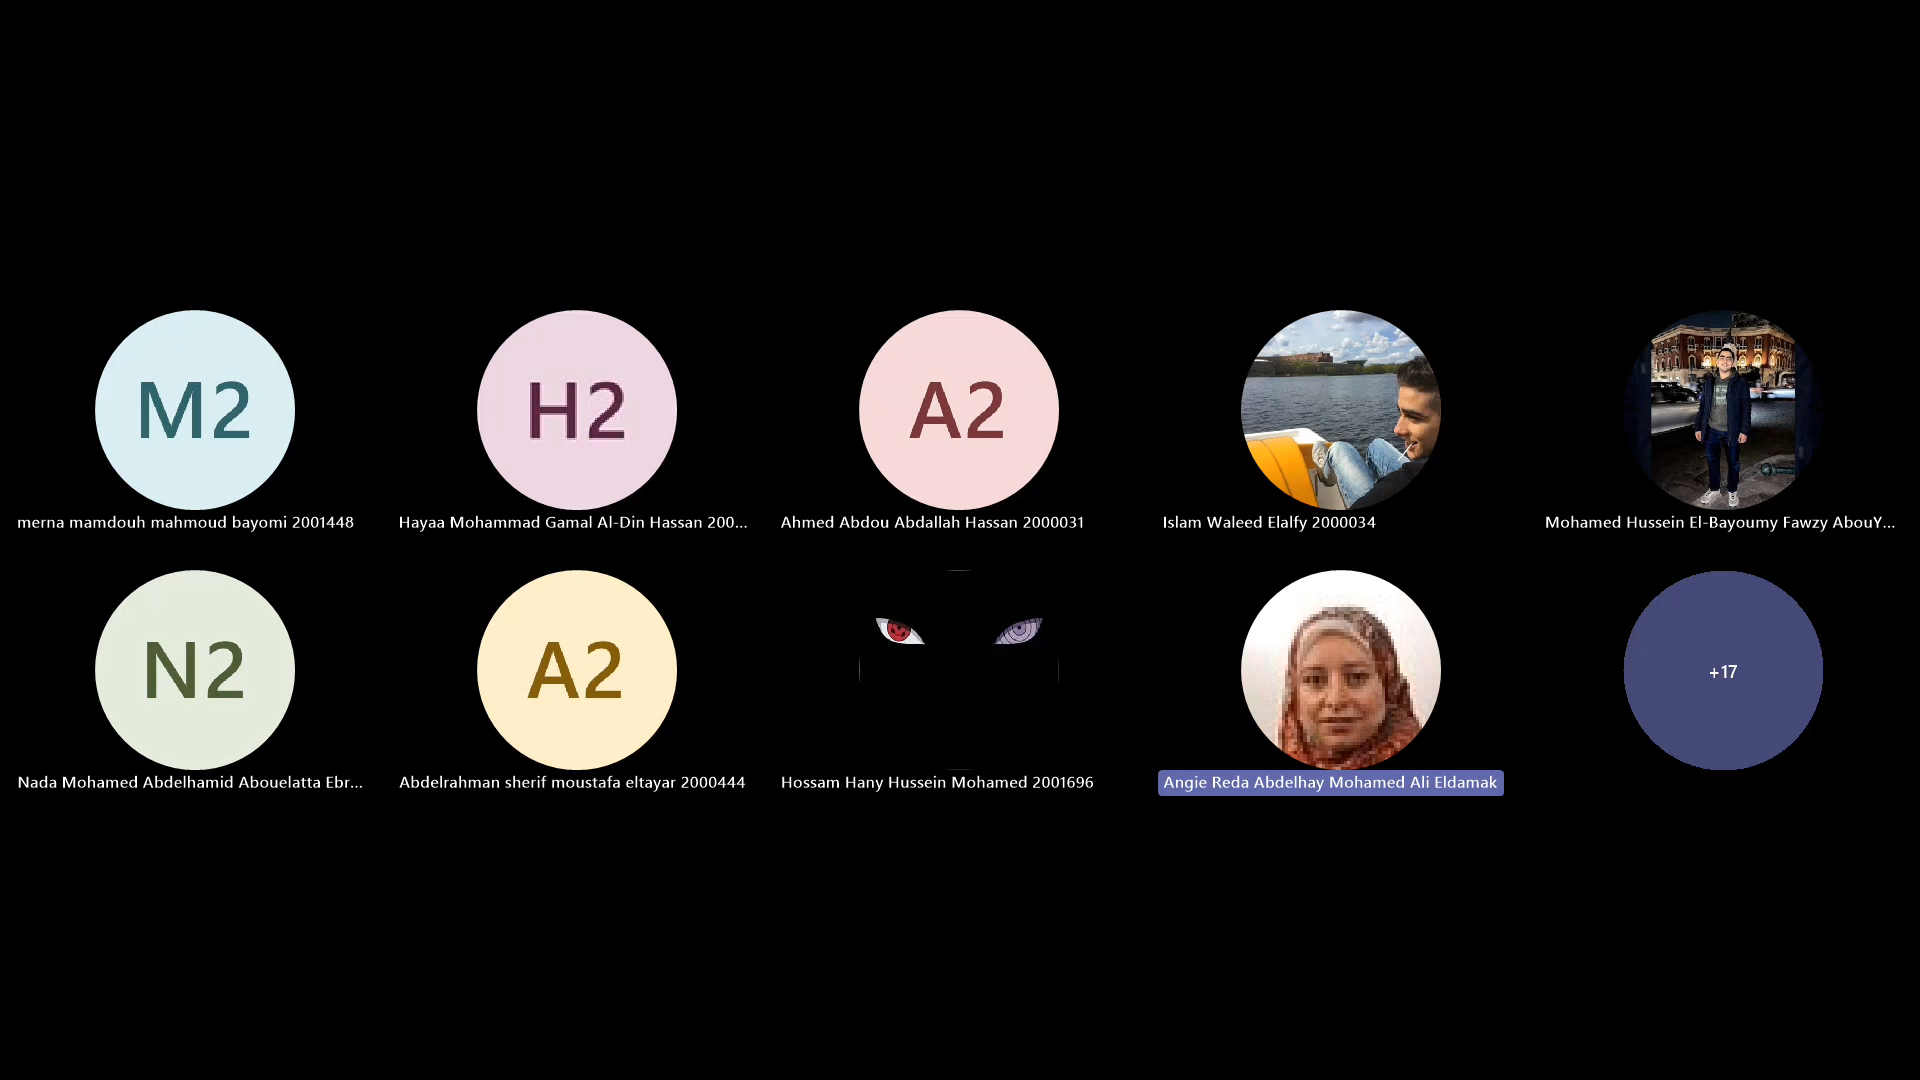 M2
H2
A2
merna mamdouh mahmoud bayomi 2001448
Hayaa Mohammad Gamal Al-Din Hassan 200...
Ahmed Abdou Abdallah Hassan 2000031
Islam Waleed Elalfy 2000034
Mohamed Hussein El-Bayoumy Fawzy AbouY...
N2
A2
+17
Nada Mohamed Abdelhamid Abouelatta Ebr...
Abdelrahman sherif moustafa eltayar 2000444
Hossam Hany Hussein Mohamed 2001696
Angie Reda Abdelhay Mohamed Ali Eldamak